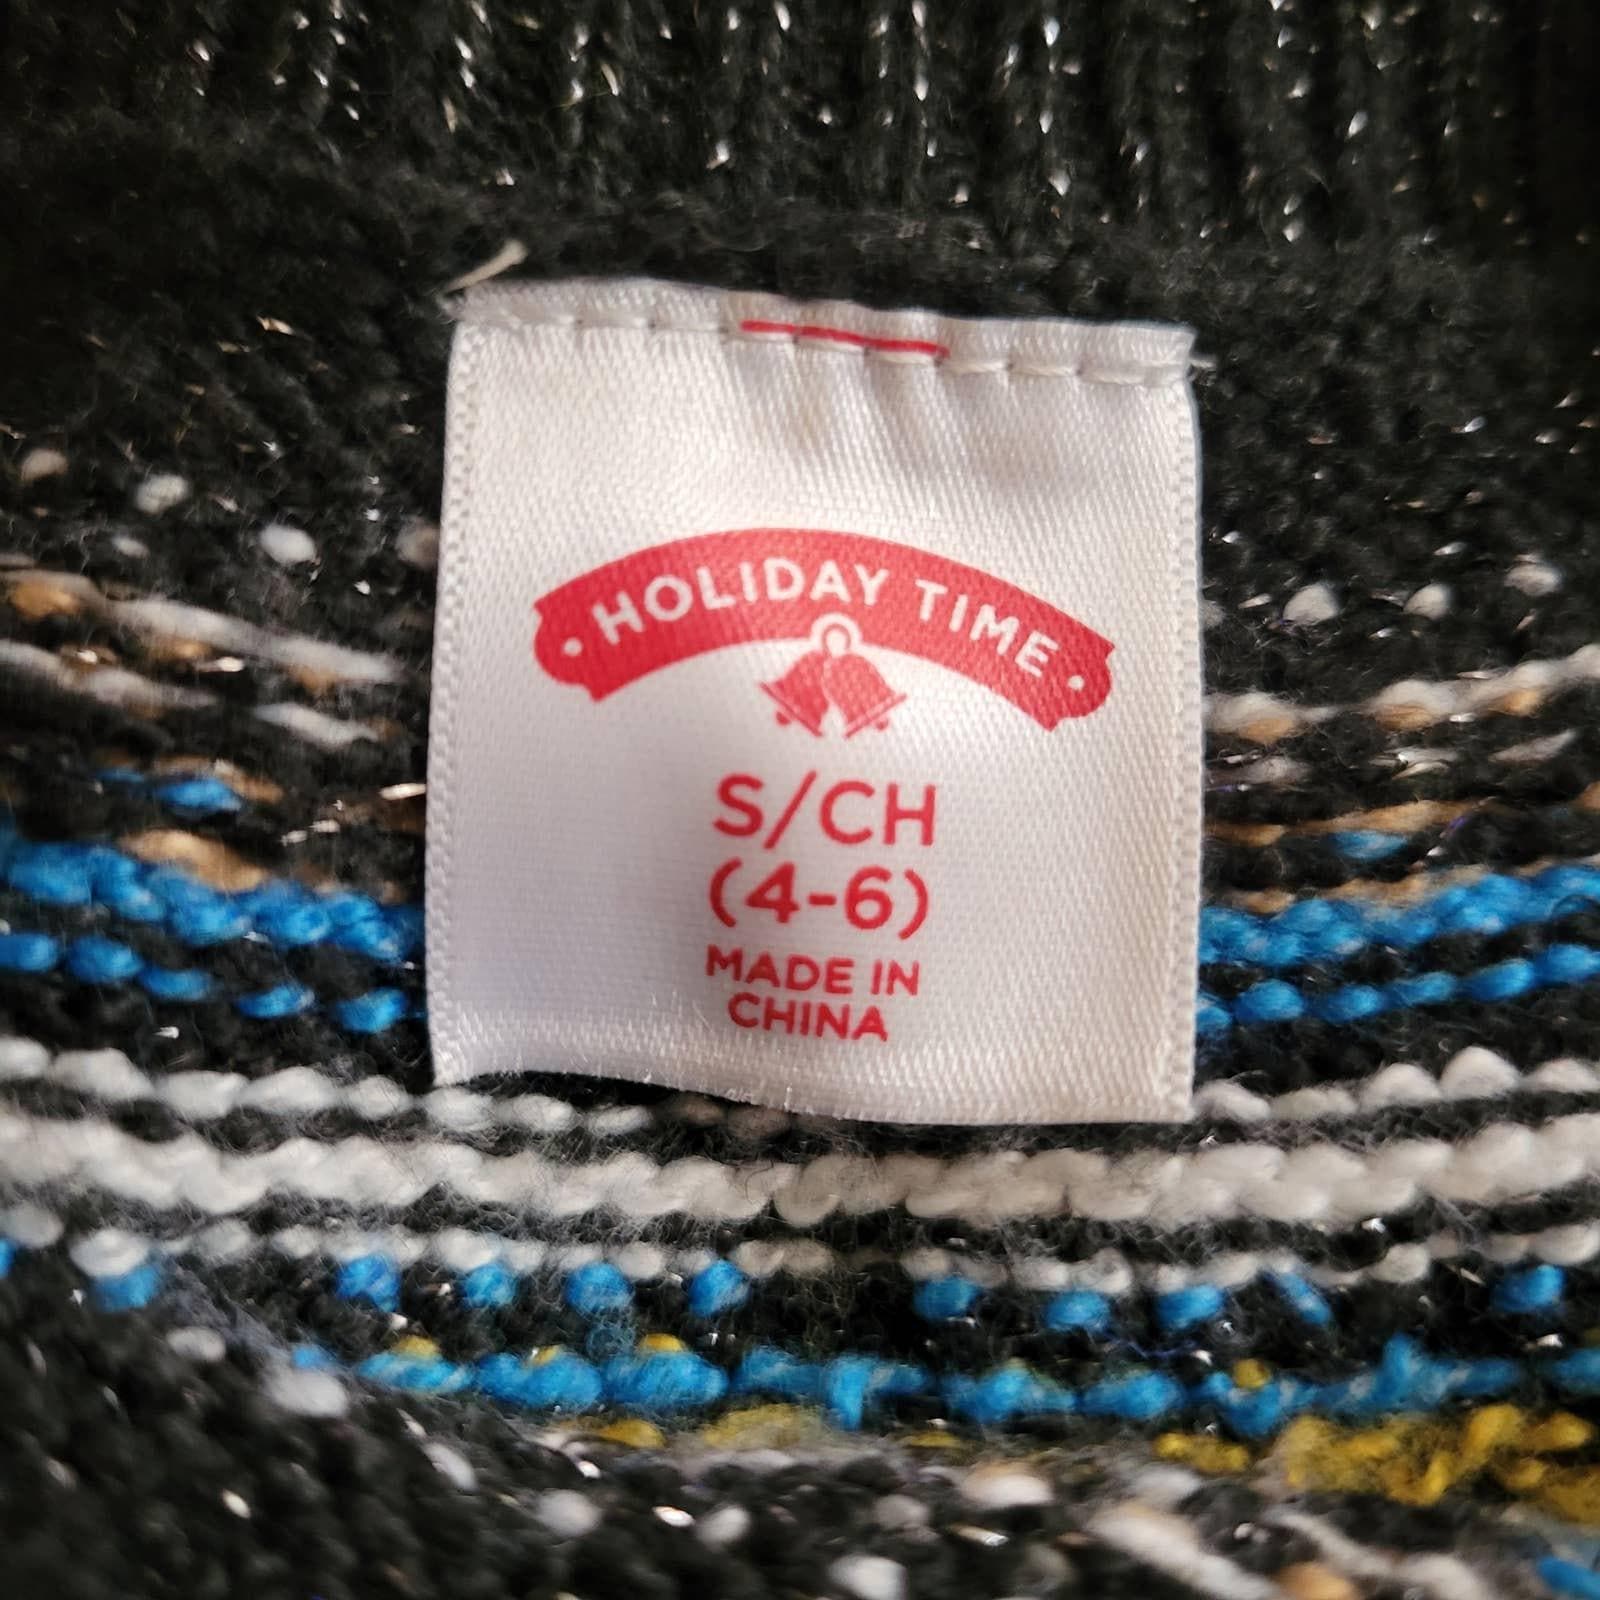 HOLIDAY TIME
S/CH
(4-6)
MADE IN
CHINA